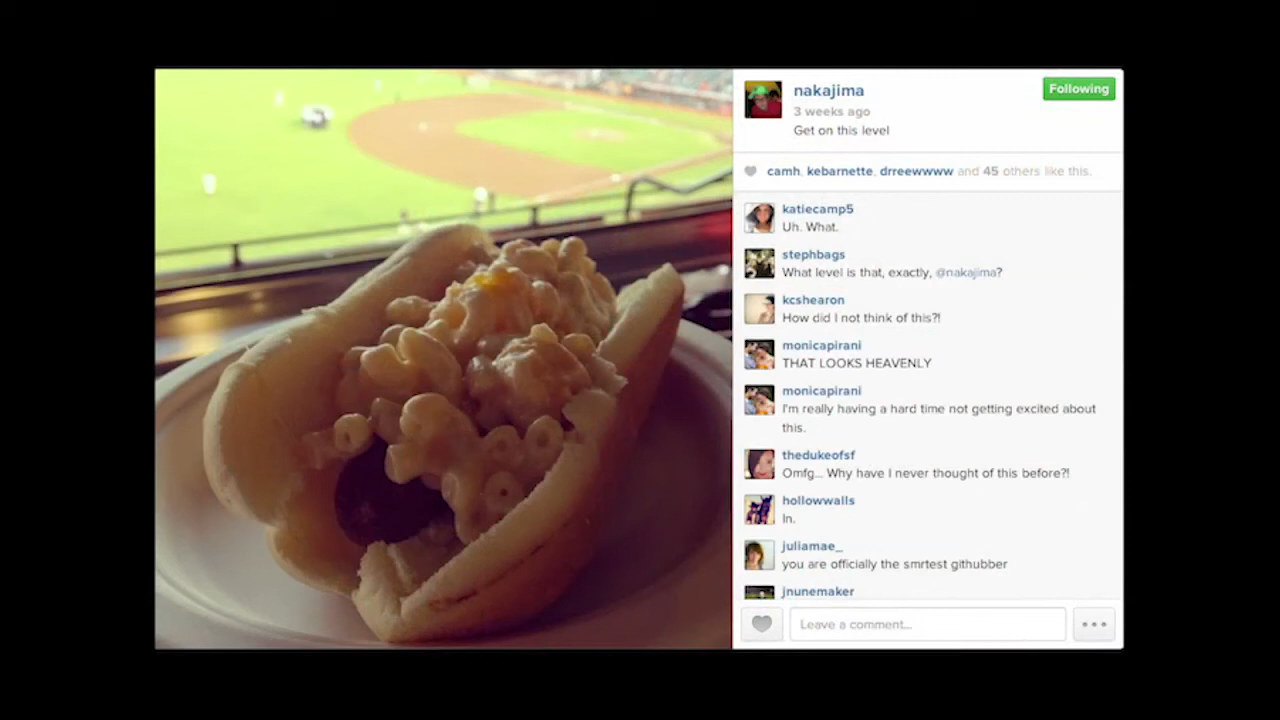 nakajima
Following
3 weeks ago
Get on this level
camh, kebarnette, drreewwww and 45 others like this.
katiecamp5
Uh. What.
stephbags
What level is that, exactly, @nakajima?
kcshearon
How did I not think of this?!
monicapirani
THAT LOOKS HEAVENLY
monicapirani
I'm really having a hard time not getting excited about
this.
thedukeofsf
Omfg... Why have I never thought of this before?!
hollowwalls
In.
juliamae_
you are officially the smrtest githubber
jnunemaker
Leave a comment...